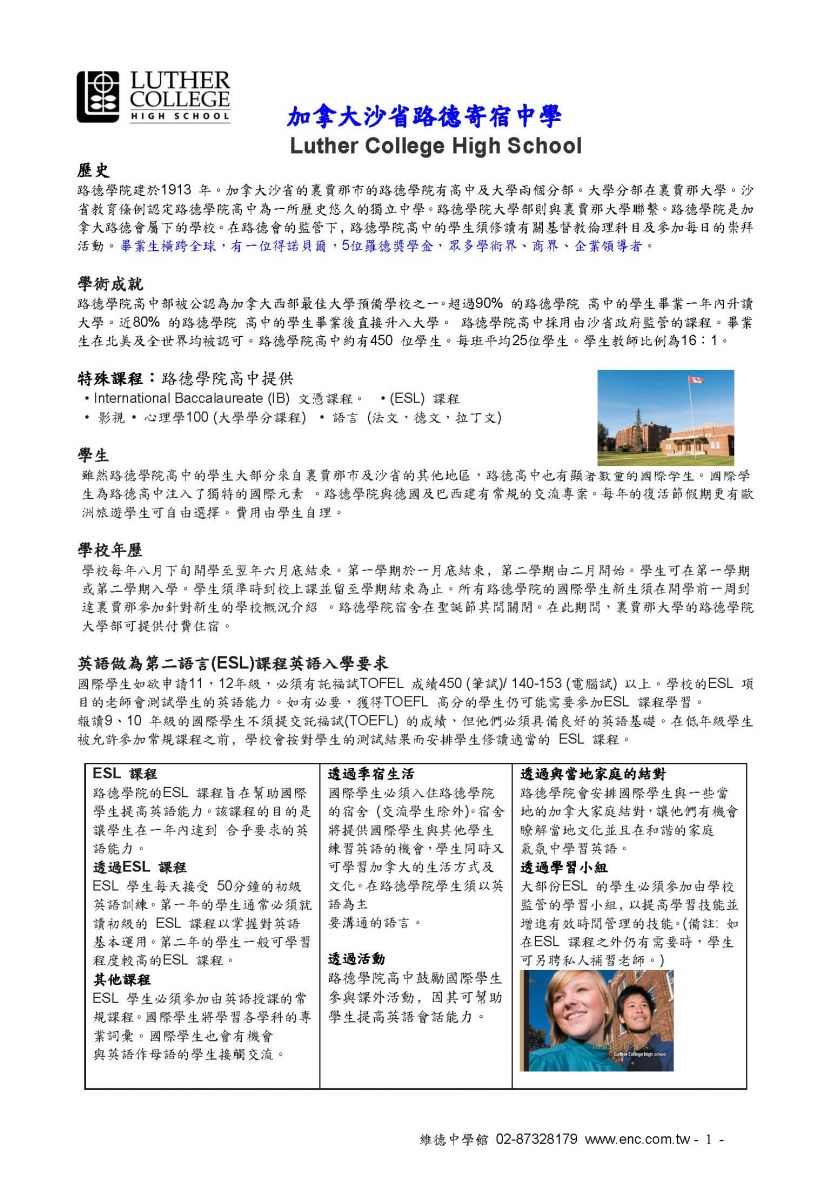 LUTHER
COLLEGE
HIGH SCHOOL
加拿大沙省路德寄宿中學
Luther College High School
歷史
路德學院建於1913 年。加拿大沙省的裏賈那市的路德學院有高中及大學兩個分部。大學分部在裏賈那大學。沙
省教育條例認定路德學院高中為一所歷史悠久的獨立中學。路德學院大學部則與裏賈那大學聯繫。路德學院是加
拿大路德會屬下的學校。在路德會的監管下, 路德學院高中的學生須修讀有關基督教倫理科目及參加每日的崇拜
活動。畢業生橫跨全球，有一位得諾貝爾，5位羅德獎學金，眾多學術界、商界、企業領導者。
學術成就
路德學院高中部被公認為加拿大西部最佳大學預備學校之一。超過90% 的路德學院 高中的學生畢業一年內升讀
大學。近80% 的路德學院 高中的學生畢業後直接升入大學。 路德學院高中採用由沙省政府監管的課程。畢業
生在北美及全世界均被認可。路德學院高中約有450 位學生。每班平均25位學生。學生教師比例為16：1。
特殊課程：路德學院高中提供
•International Baccalaureate (IB) 文憑課程。 •(ESL) 課程
• 影視 • 心理學100 (大學學分課程) • 語言 (法文，德文，拉丁文)
學生
雖然路德學院高中的學生大部分來自裏賈那市及沙省的其他地區，路德高中也有顯著數量的國際學生。國際學
生為路德高中注入了獨特的國際元素 。路德學院與德國及巴西建有常規的交流專案。每年的復活節假期更有歐
洲旅遊學生可自由選擇。費用由學生自理。
學校年歷
學校每年八月下旬開學至翌年六月底結束。第一學期於一月底結束, 第二學期由二月開始。學生可在第一學期
或第二學期入學。學生須準時到校上課並留至學期結束為止。所有路德學院的國際學生新生須在開學前一周到
達裏賈那參加針對新生的學校概況介紹 。路德學院宿舍在聖誕節其間關閉。在此期間，裏賈那大學的路德學院
大學部可提供付費住宿。
英語做為第二語言(ESL)課程英語入學要求
國際學生如欲申請11，12年級，必須有託福試TOFEL 成績450 (筆試)/ 140-153 (電腦試) 以上。學校的ESL 項
目的老師會測試學生的英語能力。如有必要，獲得TOEFL 高分的學生仍可能需要參加ESL 課程學習。
報讀9、10 年級的國際學生不須提交託福試(TOEFL) 的成績，但他們必須具備良好的英語基礎。在低年級學生
被允許參加常規課程之前, 學校會按對學生的測試結果而安排學生修讀適當的 ESL 課程。
ESL 課程
路德學院的ESL 課程旨在幫助國際
學生提高英語能力。該課程的目的是
讓學生在一年內達到 合乎要求的英
語能力。
透過ESL 課程
ESL 學生每天接受 50分鐘的初級
英語訓練。第一年的學生通常必須就
讀初級的 ESL 課程以掌握對英語
基本運用。第二年的學生一般可學習
程度較高的ESL 課程。
其他課程
ESL 學生必須參加由英語授課的常
規課程。國際學生將學習各學科的專
業詞彙。國際學生也會有機會
與英語作母語的學生接觸交流。
透過季宿生活
國際學生必須入住路德學院
的宿舍 (交流學生除外)。宿舍
將提供國際學生與其他學生
練習英語的機會，學生同時又
可學習加拿大的生活方式及
文化。在路德學院學生須以英
語為主
要溝通的語言。
透過活動
路德學院高中鼓勵國際學生
參與課外活動, 因其可幫助
學生提高英語會話能力。
透過與當地家庭的結對
路德學院會安排國際學生與一些當
地的加拿大家庭結對，讓他們有機會
瞭解當地文化並且在和諧的家庭
氣氛中學習英語。
透過學習小組
大部份ESL 的學生必須參加由學校
監管的學習小組, 以提高學習技能並
增進有效時間管理的技能。(備註: 如
在ESL 課程之外仍有需要時，學生
可另聘私人補習老師。)
Luther College High school
維德中學館 02-87328179 www.enc.com.tw - 1 -